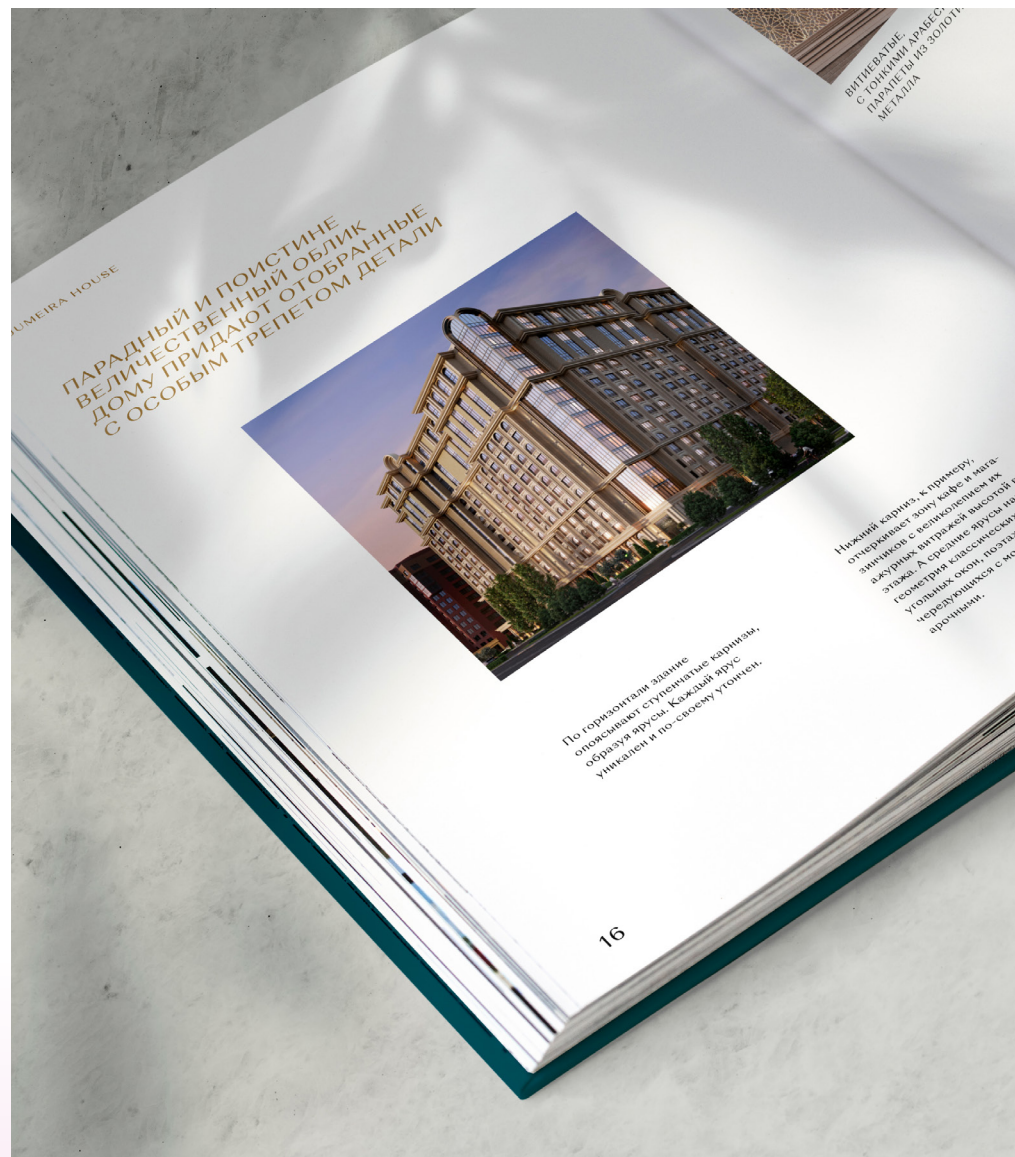 JUMEIRA HOUSE
ПАРАДНЫЙ И ПОИСТИНЕ
ВЕЛИЧЕСТВЕННЫЙ ОБЛИК
ДОМУ ПРИДАЮТ ОТОБРАННЫЕ
С ОСОБЫМ ТРЕПЕТОМ ДЕТАЛИ
По горизонтали здание
опоясывают ступенчатые карнизы,
образуя ярусы. Каждый ярус
уникален и по-своему утончен.
Нижний карниз, к примеру,
отчеркивает зону кафе и мага-
зинчиков с великолепием их
ажурных витражей высотой в
этажа. А средние ярусы
геометрия классических
угольных окон,
чередующихся с
арочными.
16
ВИТИЕВАТЫЕ,
С ТОНКИМИ
ПАРАПЕТЫ ИЗ
МЕТАЛЛА